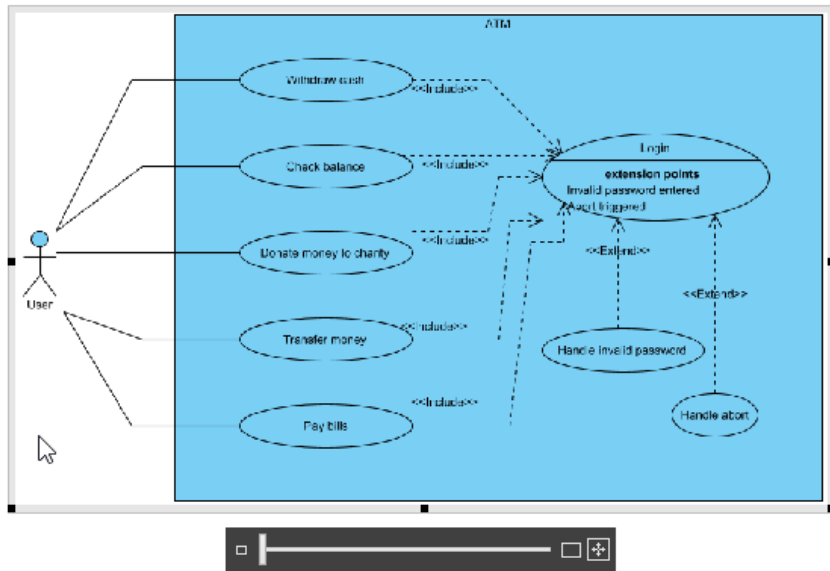 ATM
Withdraw cash
<<Include>>
Login
Check balance
<<Include>>
extension points
Invalid password entered
Abort triggered
Donate money to charity
<<Include>>
<<Extend>>
User
<<Extend>>
Transfer money
<<Include>>
Handle invalid password
Pay bills
<<Include>>
Handle abort